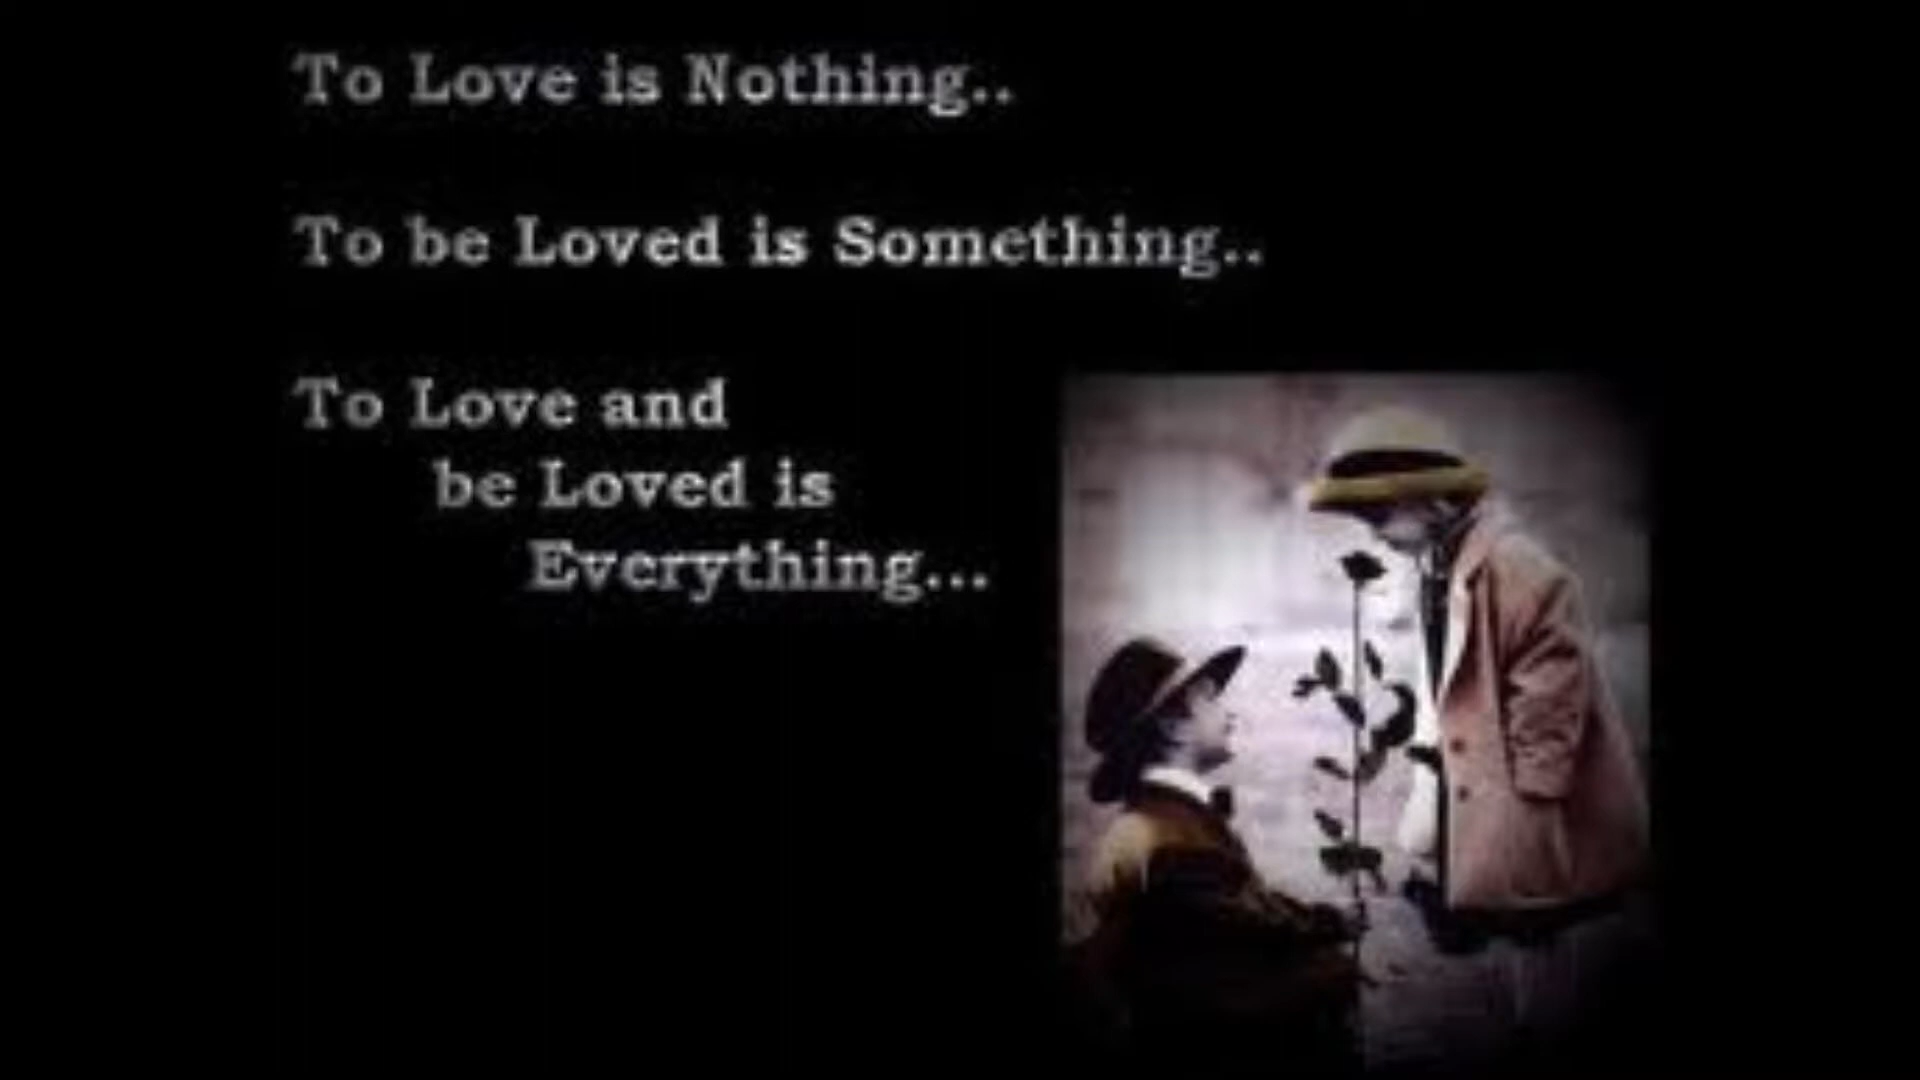 To Love is Nothing..
To be Loved is Something..
To Love and
be Loved is
Everything...